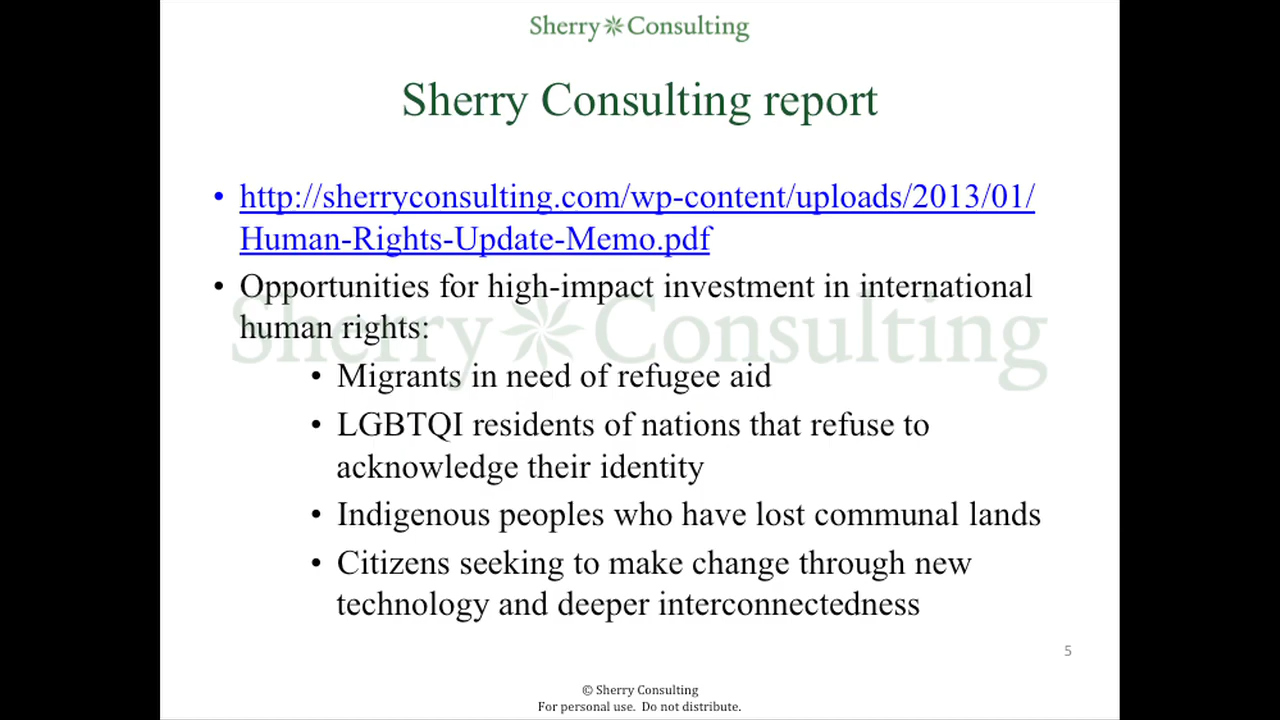 Sherry Consulting
Sherry Consulting report
• http://sherryconsulting.com/wp-content/uploads/2013/01/
Human-Rights-Update-Memo.pdf
• Opportunities for high-impact investment in international
human rights:
Sherry Consulting
• Migrants in need of refugee aid
• LGBTQI residents of nations that refuse to
acknowledge their identity
• Indigenous peoples who have lost communal lands
• Citizens seeking to make change through new
technology and deeper interconnectedness
5
© Sherry Consulting
For personal use. Do not distribute.